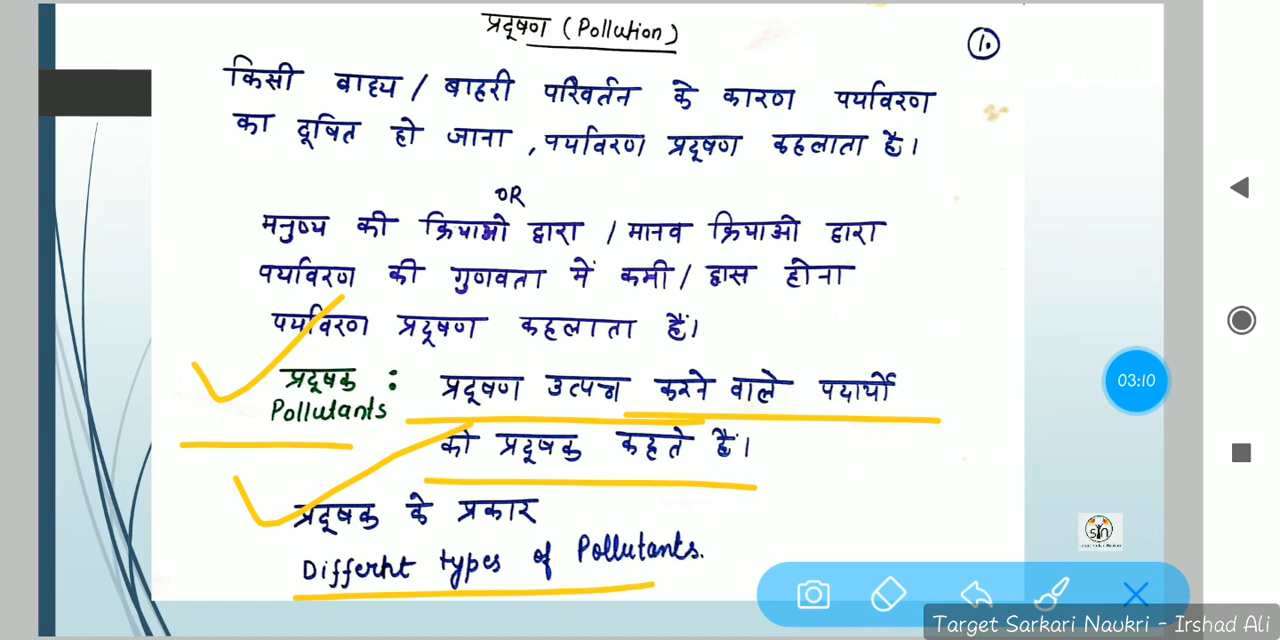 प्रदूषण (Pollution)
1.
किसी बाह्य / बाहरी परिवर्तन के कारण पर्यावरण
का दूषित हो जाना, पर्यावरण प्रदूषण कहलाता है।
OR
मनुष्य की क्रियाओ द्वारा / मानव क्रियाओ द्वारा
पर्यावरण की गुणवता में कमी / ह्रास होना
पर्यावरण प्रदूषण कहलाता हैं।
प्रदूषक : प्रदूषण उत्पन्न करने वाले पदार्थो
Pollutants
को प्रदूषक कहते हैं।
प्रदूषक के प्रकार
Differnt types of Pollutants.
03:10
Target Sarkari Naukri - Irshad Ali